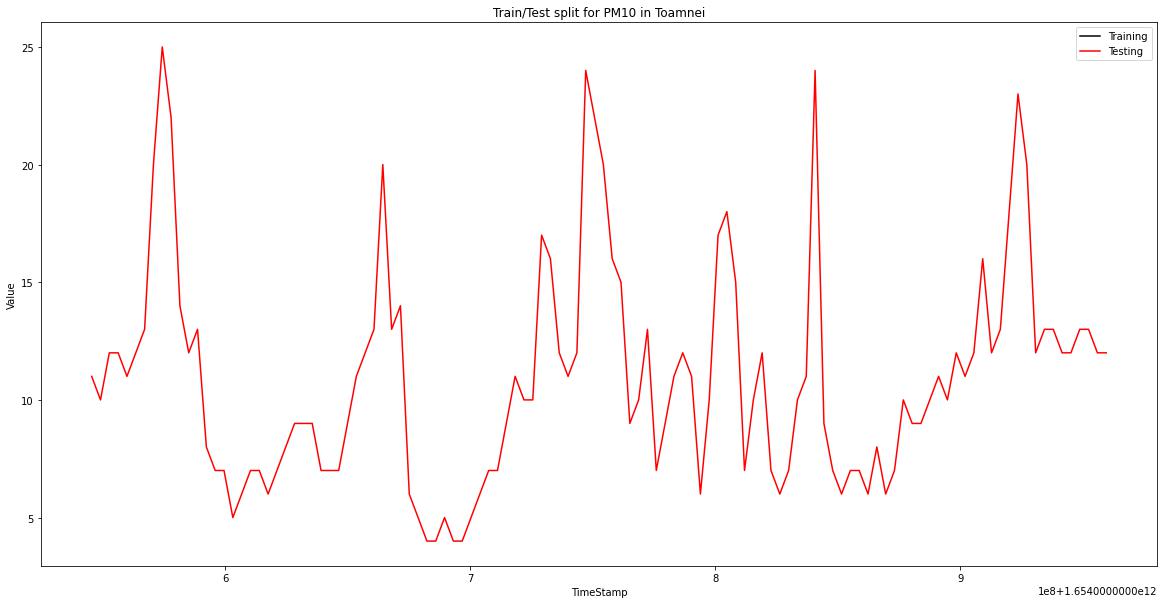 Train/Test split for PM10 in Toamnei
Training
Testing
Value
25
20
15
10
5
6
7
8
9
TimeStamp
1e8+1.6540000000e12